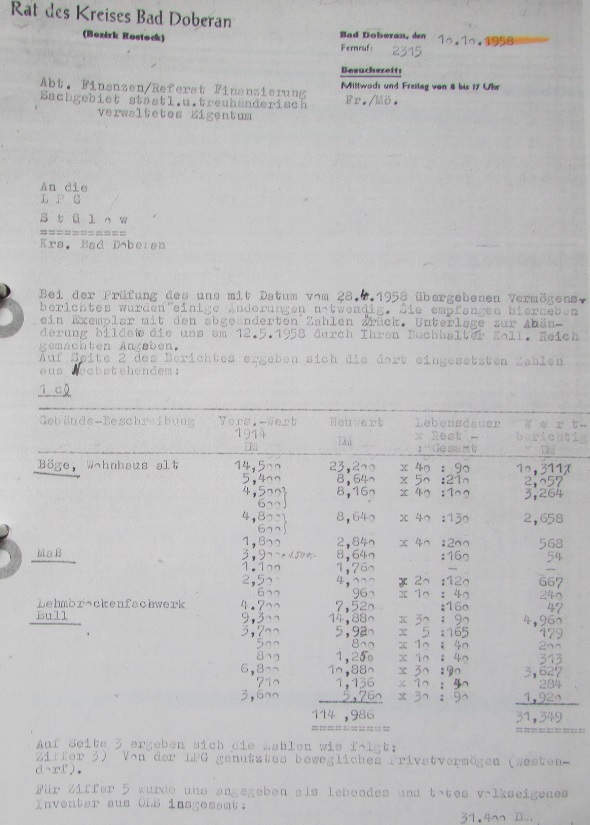 Rat des Kreises Bad Doberan
(Bezirk Rostock)
Bad Doberan, den 10.10.1958
Fernruf: 2315
Besuchszeit:
Mittwoch und Freitag von 8 bis 17 Uhr
Fr./Mö.
Abt. Finanzen/Referat Finanzierung
Sachgebiet staatl.u.treuhänderisch
verwaltetes Eigentum
An die
L P G
S t ü l o w
===========
Krs. Bad Doberan
Bei der Prüfung des uns mit Datum vom 28.4.1958 übergebenen Vermögens-
berichtes wurden einige Änderungen notwendig. Sie empfangen hierneben
ein Exemplar mit den abgeänderten Zahlen zrück. Unterlage zur Abän-
derung bildete die uns am 12.5.1958 durch Ihren Buchhalter Koll. Reich
gemachten Angaben.
Auf Seite 2 des Berichtes ergeben sich die dort eingesetzten Zahlen
aus Nachstehendem:
1 c)
Gebäude-Beschreibung Vers.-Wert Neuwert Lebensdauer W e r t-
1914 x Rest - berichtig
DM DM : Gesamt DM
Böge, Wohnhaus alt 14,500 23,200 x 40 : 90 10,311
5,400 8,640 x 50 :210 2,057
4,500} 8,160 x 40 :100 3,264
600}
4,800} 8,640 x 40 :130 2,658
600}
1,800 2,840 x 40 :200 568
Maß 3,900 8,640 :160 54
1.100 1,760 – –
2,500 4,000 x 20 :120 667
600 960 x 10 : 40 240
Lehmbrockenfachwerk 4.700 7,520 :160 47
Bull 9,300 14,880 x 30 : 90 4,960
3,700 5,920 x 5 :165 179
500 800 x 10 : 40 200
800 1,250 x 10 : 40 313
6,800 10,880 x 30 :90 3,627
710 1,136 x 10 : 40 284
3,600 5,760 x 30 : 90 1,920
114,986 31,349
========== =========
Auf Seite 3 ergeben sich die Zahlen wie folgt:
Ziffer 3) Von der LPG genutztes bewegliches Privatvermögen (Westen-
dorf).
Für Ziffer 5 wurde uns angegeben als lebendes und totes volkseigenes
Inventar aus ÖLB insgesamt:
31.400